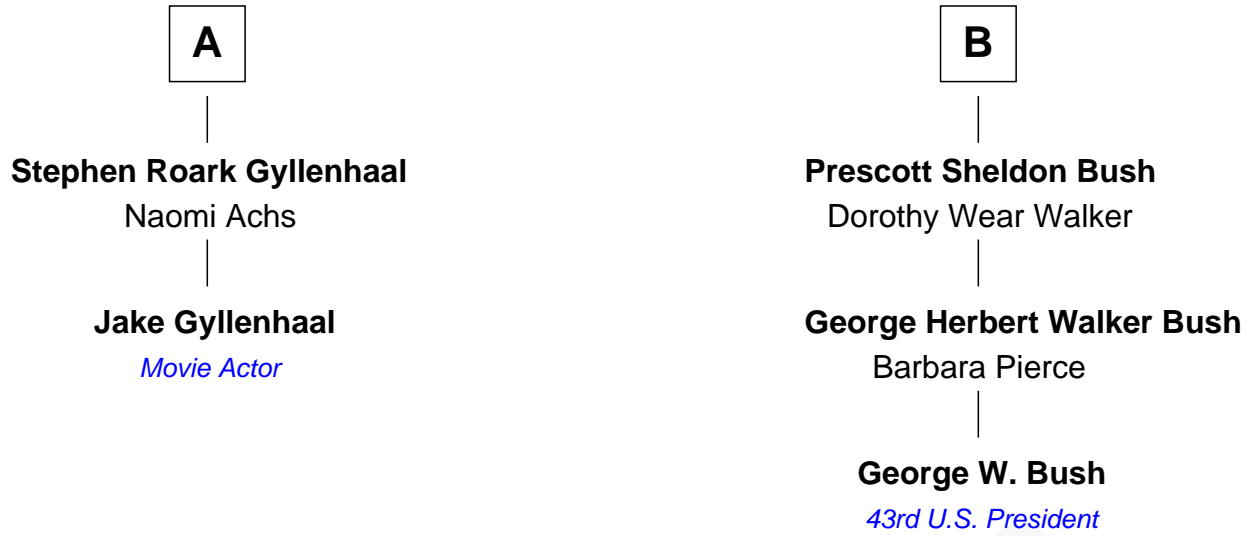 A
Stephen Roark Gyllenhaal
Naomi Achs
Jake Gyllenhaal
Movie Actor
B
Prescott Sheldon Bush
Dorothy Wear Walker
George Herbert Walker Bush
Barbara Pierce
George W. Bush
43rd U.S. President